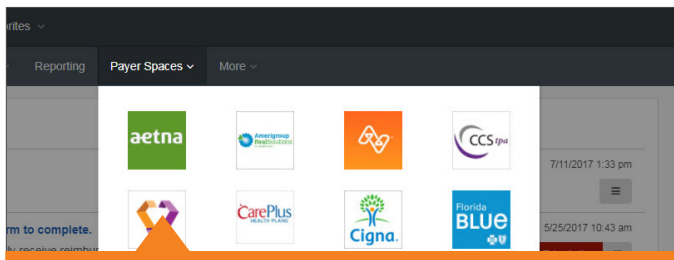 Reporting
Payer Spaces
More
aetna
Amerigroup
RealSolutions
CCS tpa
7/11/2017 1:33 pm
CarePlus
HEALTH PLANS
Cigna.
Florida
BLUE
rm to complete.
5/25/2017 10:43 am